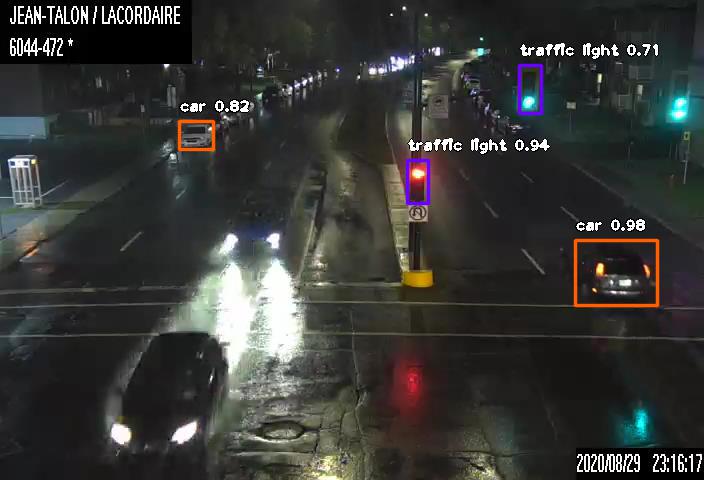 JEAN-TALON / LACORDAIRE
6044-472 *
traffic light 0.71
car 0.82
traffic light 0.94
car 0.98
2020/08/29 23:16:17